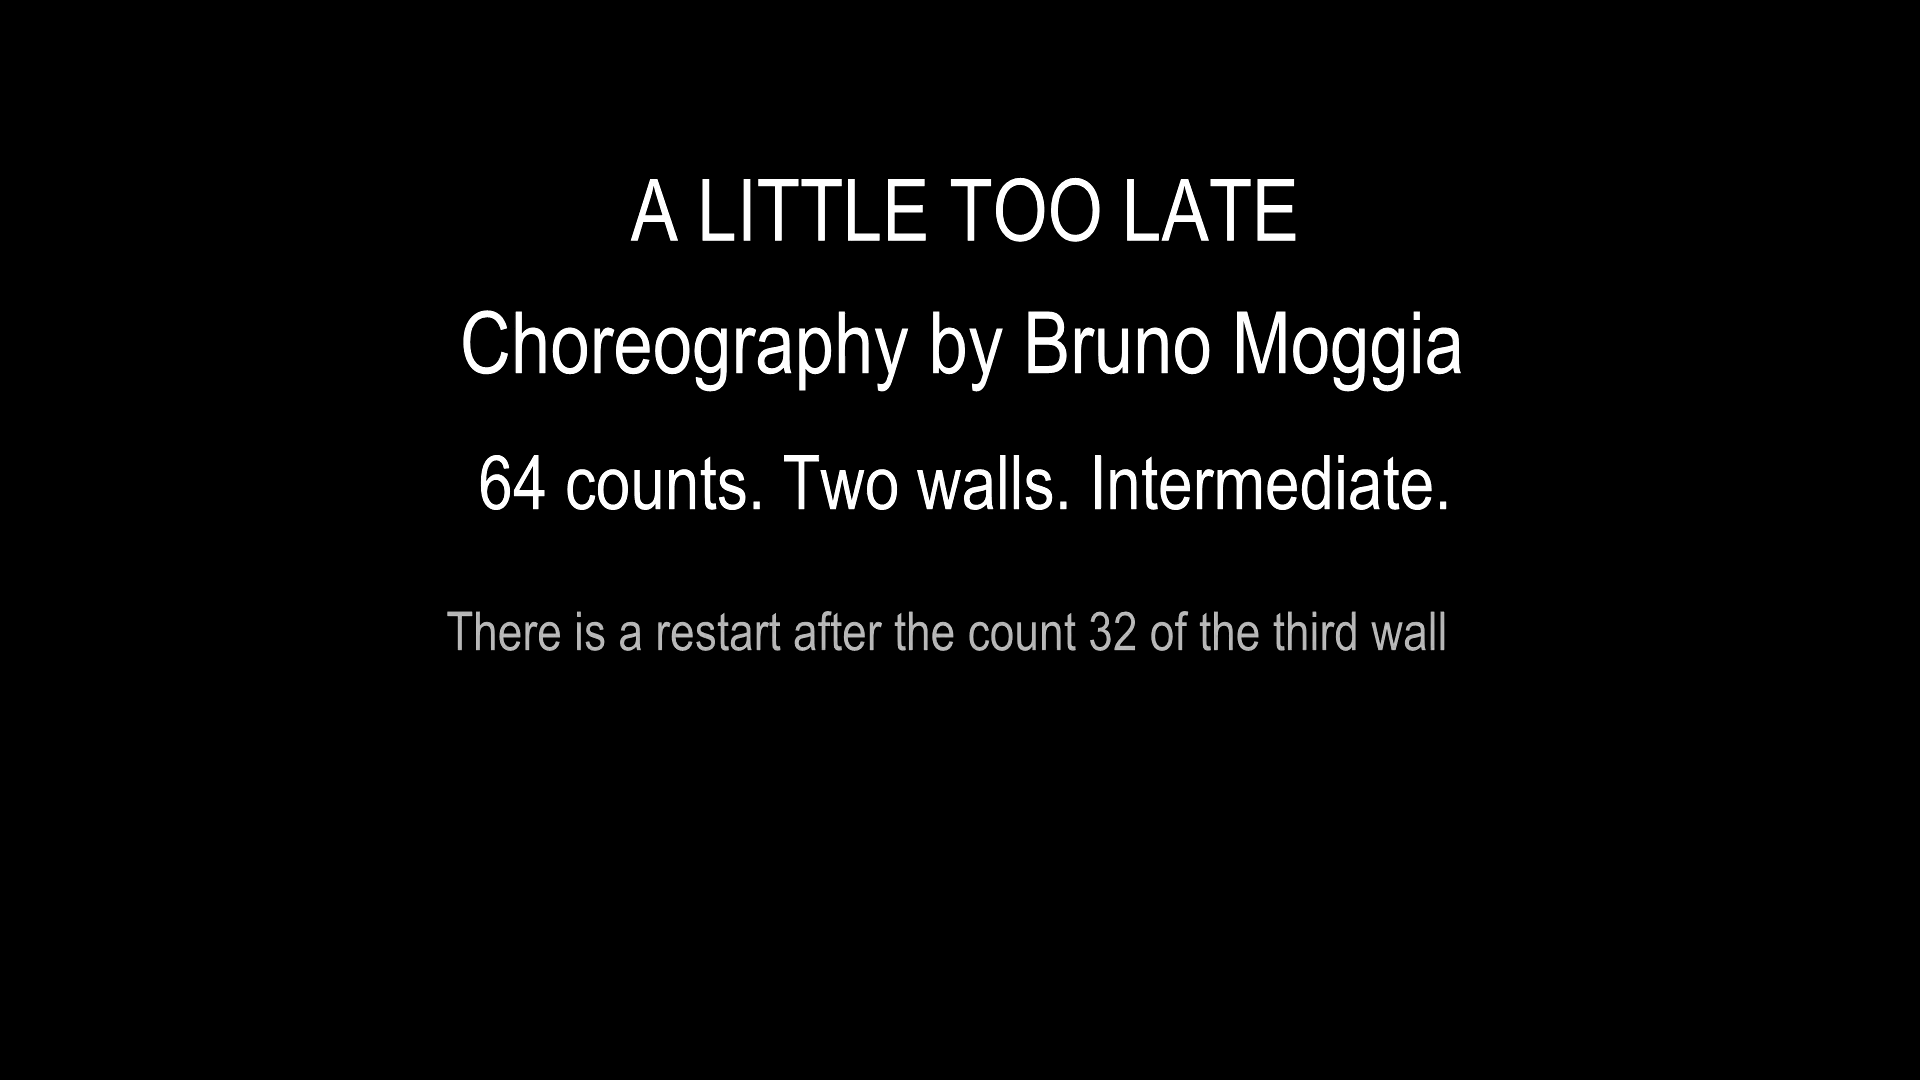 A LITTLE TOO LATE
Choreography by Bruno Moggia
64 counts. Two walls. Intermediate.
There is a restart after the count 32 of the third wall